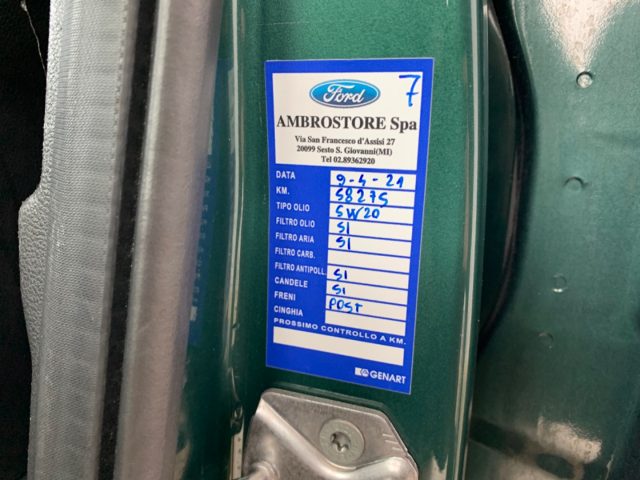 Ford 7
AMBROSTORE Spa
Via San Francesco d'Assisi 27
20099 Sesto S. Giovanni(MI)
Tel 02.89362920
DATA 9-4-21
KM. 58275
TIPO OLIO 5W20
FILTRO OLIO SI
FILTRO ARIA SI
FILTRO CARB.
FILTRO ANTIPOLL. SI
CANDELE SI
FRENI POST
CINGHIA
PROSSIMO CONTROLLO A KM.
GENART